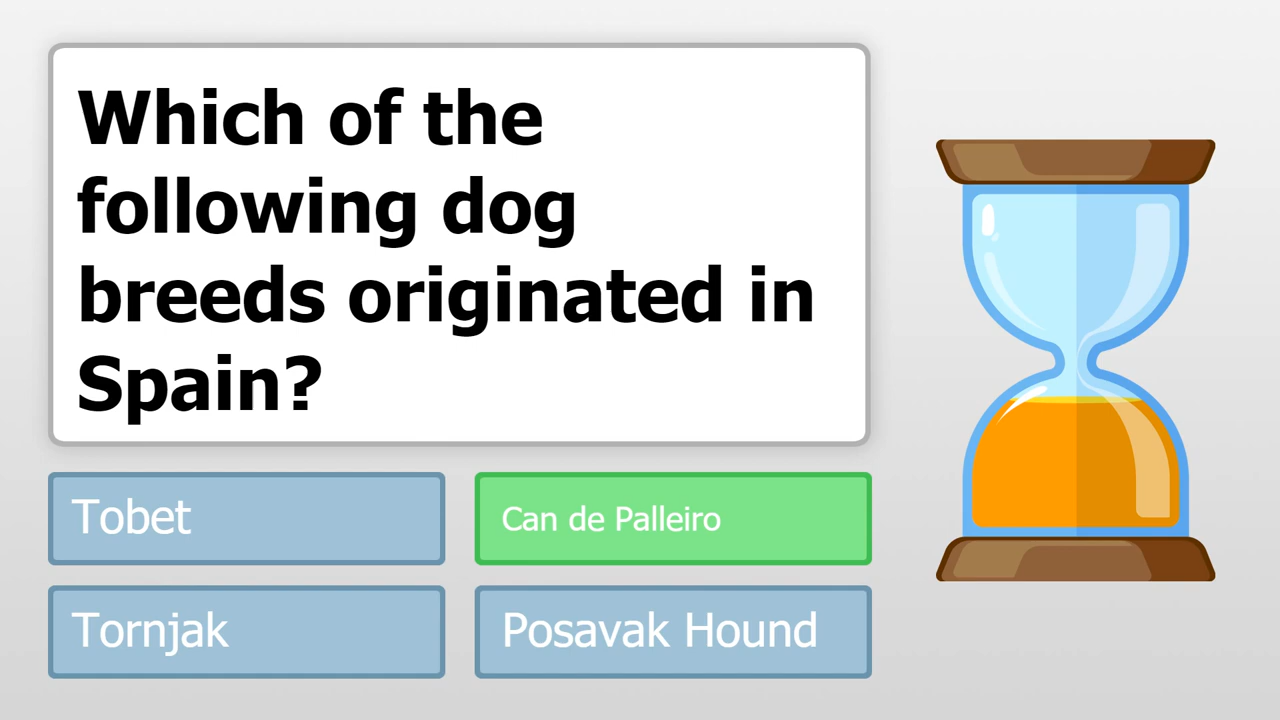 Which of the
following dog
breeds originated in
Spain?
Tobet
Can de Palleiro
Tornjak
Posavak Hound